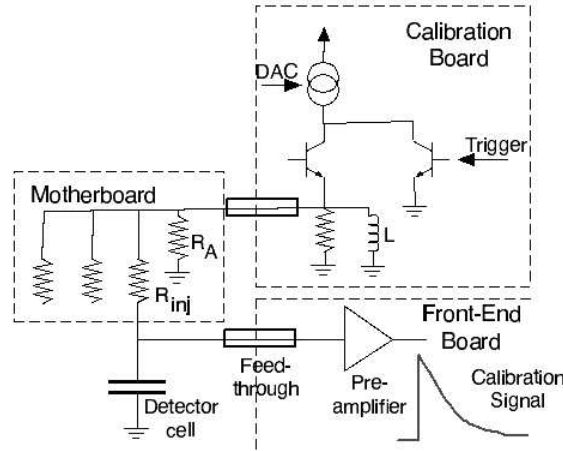 Calibration
Board
DAC
Trigger
Motherboard
R_A
L
R_inj
Front-End
Board
Feed-
through
Pre-
amplifier
Calibration
Signal
Detector
cell